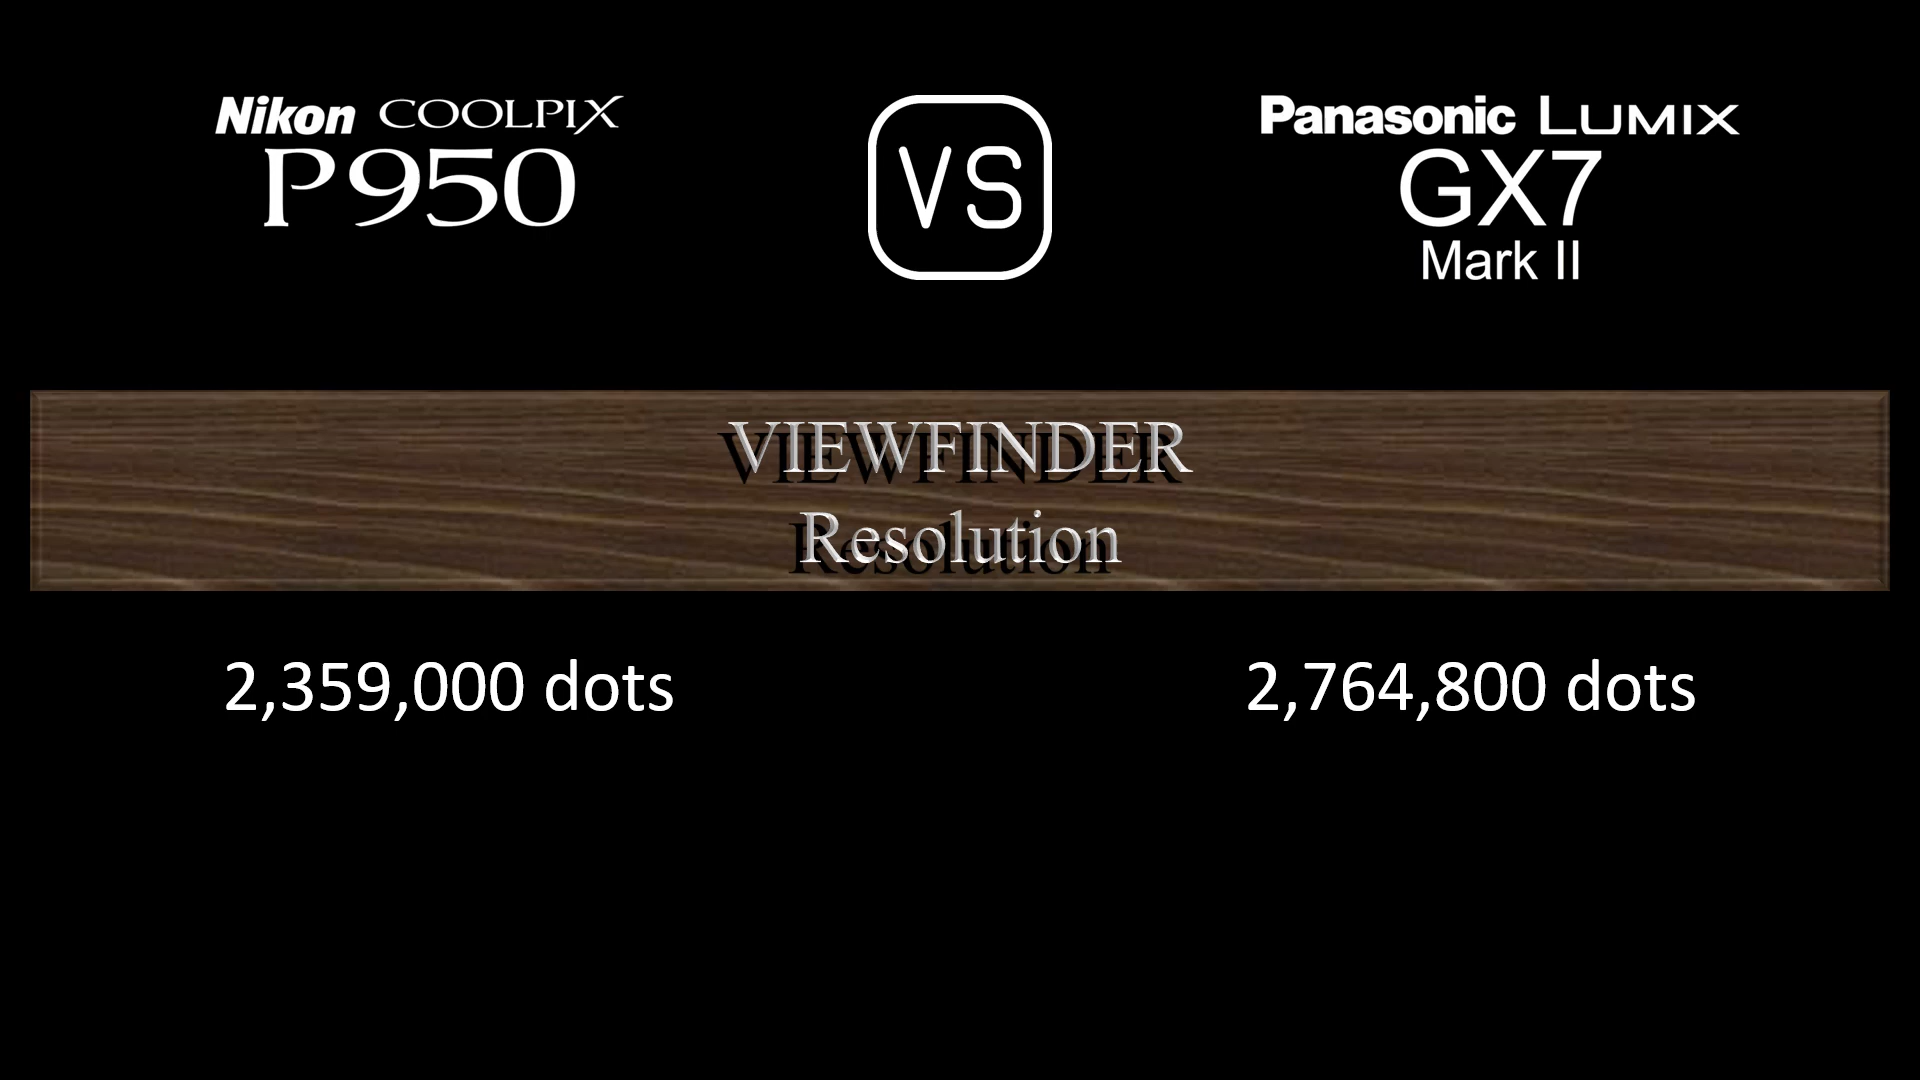 Nikon COOLPIX
P950
VS
Panasonic LUMIX
GX7
Mark II
VIEWFINDER
Resolution
2,359,000 dots
2,764,800 dots